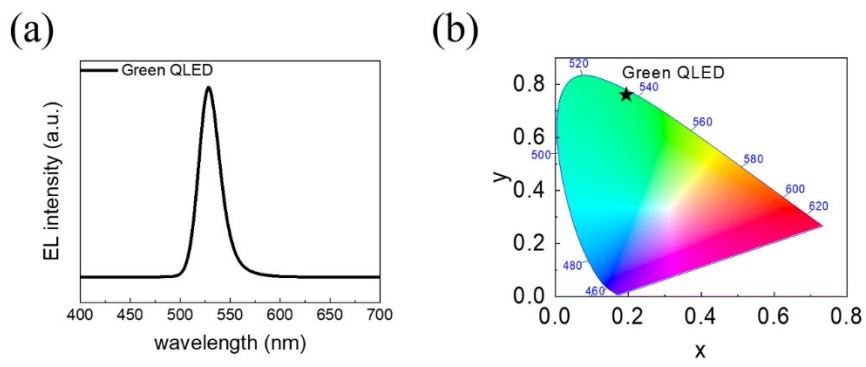 (a)
Green QLED
EL intensity (a.u.)
400 450 500 550 600 650 700
wavelength (nm)
(b)
Green QLED
y
0.8
0.6
0.4
0.2
0.0
0.0 0.2 0.4 0.6 0.8
x
460
480
500
520
540
560
580
600
620